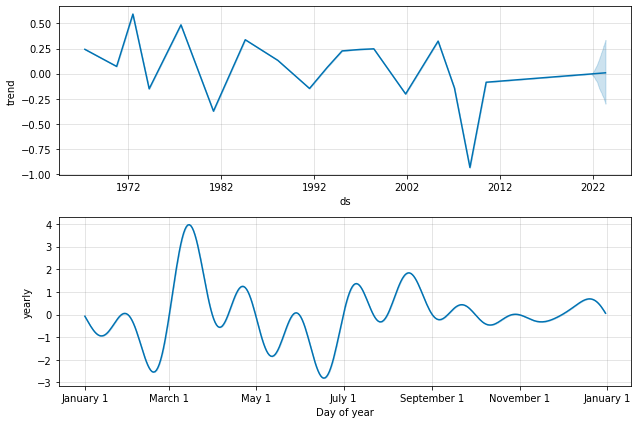 0.50
0.25
0.00
−0.25
−0.50
−0.75
−1.00
trend
1972 1982 1992 2002 2012 2022
ds
4
3
2
1
0
−1
−2
−3
yearly
January 1 March 1 May 1 July 1 September 1 November 1 January 1
Day of year